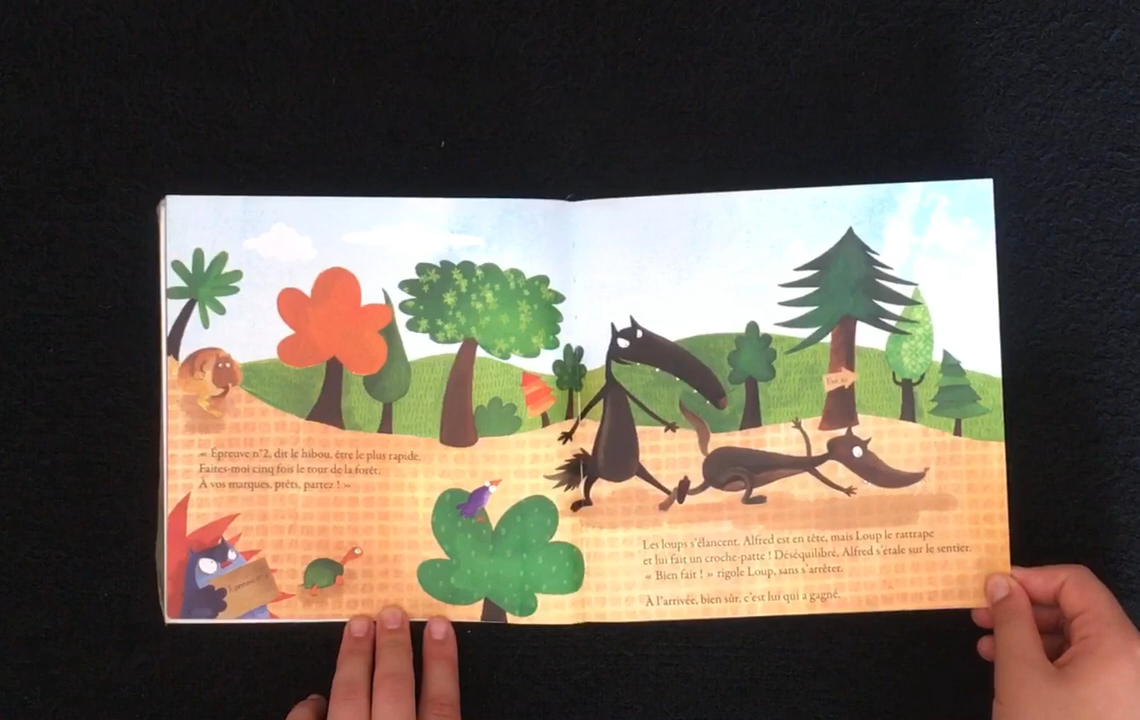 « Épreuve n°2, dit le hibou, être le plus rapide.
Faites-moi cinq fois le tour de la forêt.
À vos marques, prêts, partez ! »
Les loups s'élancent. Alfred est en tête, mais Loup le rattrape
et lui fait un croche-patte ! Déséquilibré, Alfred s'étale sur le sentier.
« Bien fait ! » rigole Loup, sans s'arrêter.
À l'arrivée, bien sûr, c'est lui qui a gagné.